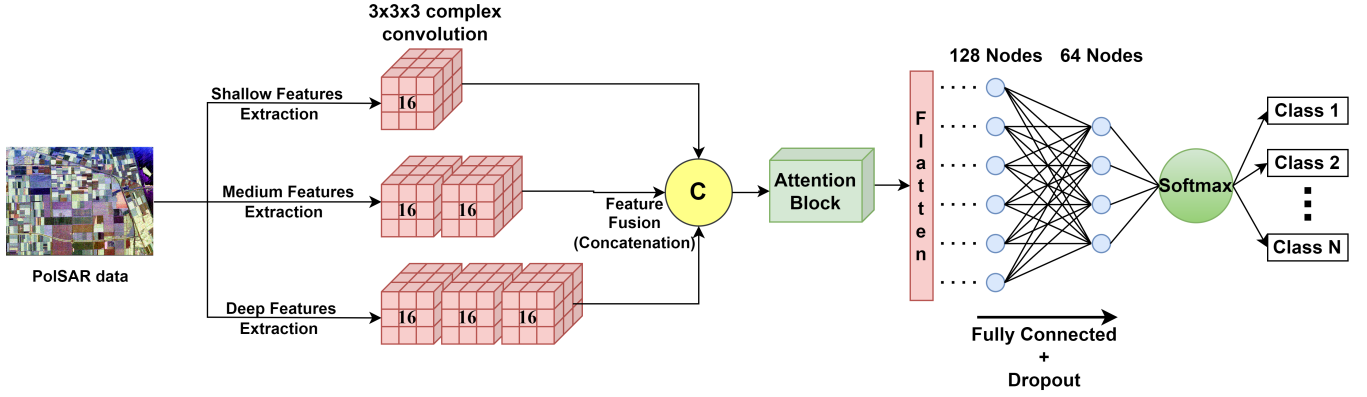 3x3x3 complex
convolution
128 Nodes
64 Nodes
Shallow Features
Extraction
16
Medium Features
Extraction
16
16
Deep Features
Extraction
16
16
16
PolSAR data
C
Feature
Fusion
(Concatenation)
Attention
Block
F
l
a
t
t
e
n
Softmax
Class 1
Class 2
Class N
Fully Connected
+
Dropout